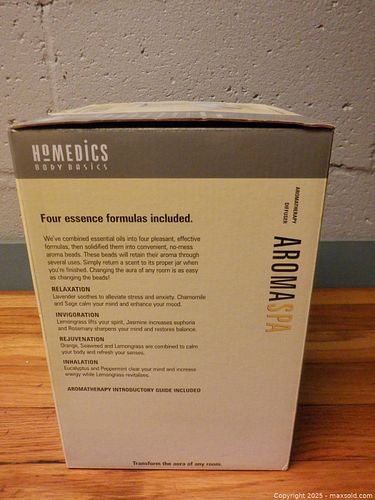 HOMEDICS
BODY BASICS
AROMATHERAPY
DIFFUSER
AROMASPA
Four essence formulas included.
We've combined essential oils into four pleasant, effective
formulas, then solidified them into convenient, no-mess
aroma beads. These beads will retain their aroma through
several uses. Simply return a scent to its proper jar when
you're finished. Changing the aura of any room is as easy
as changing the beads!
RELAXATION
Lavender soothes to alleviate stress and anxiety. Chamomile
and Sage calm your mind and enhance your mood.
INVIGORATION
Lemongrass lifts your spirit, Jasmine increases euphoria
and Rosemary sharpens your mind and restores balance.
REJUVENATION
Orange, Seaweed and Lemongrass are combined to calm
your body and refresh your senses.
INHALATION
Eucalyptus and Peppermint clear your mind and increase
energy while Lemongrass revitalizes.
AROMATHERAPY INTRODUCTORY GUIDE INCLUDED
Transform the aura of any room.
Copyright 2025 - maxsold.com